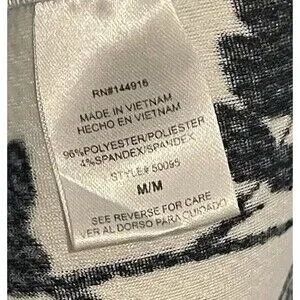 RN#144916
MADE IN VIETNAM
HECHO EN VIETNAM
96%POLYESTER/POLIESTER
4%SPANDEX/SPANDEX
STYLE# 50095
M/M
SEE REVERSE FOR CARE
VER AL DORSO PARA CUIDADO